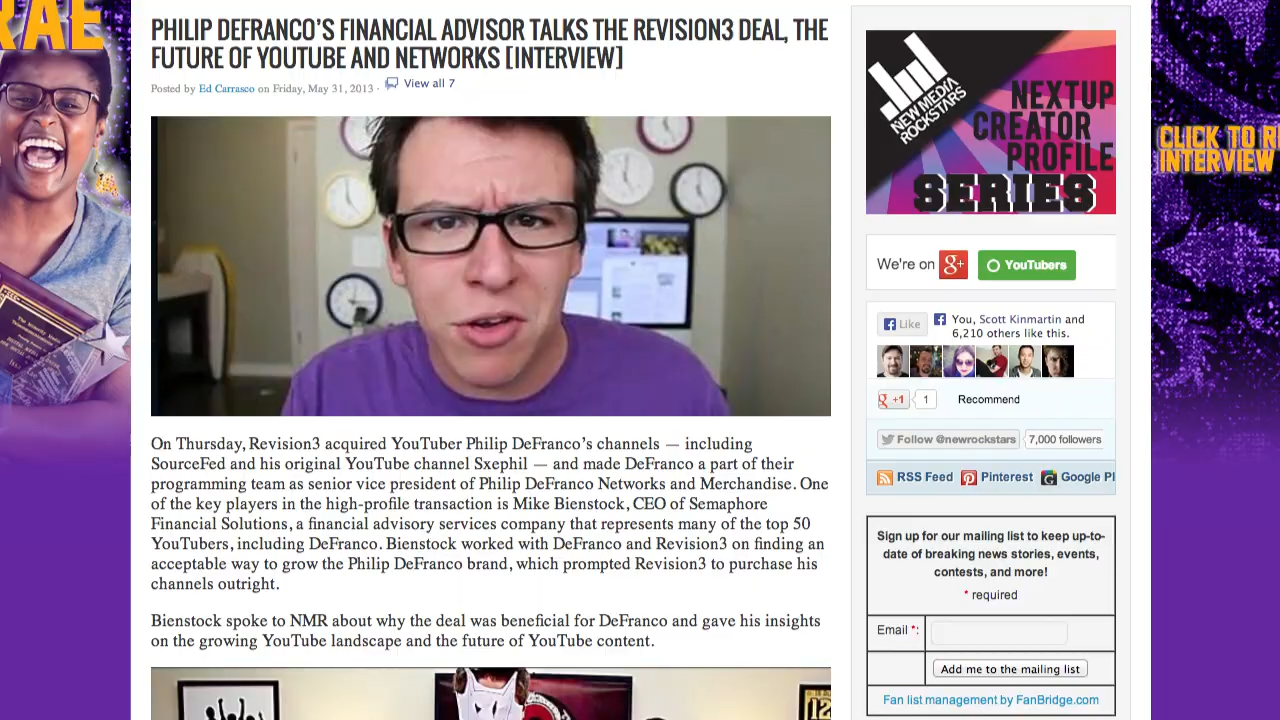 RAE
PHILIP DEFRANCO'S FINANCIAL ADVISOR TALKS THE REVISION3 DEAL, THE
FUTURE OF YOUTUBE AND NETWORKS [INTERVIEW]
Posted by Ed Carrasco on Friday, May 31, 2013 · View all 7
On Thursday, Revision3 acquired YouTuber Philip DeFranco's channels — including
SourceFed and his original YouTube channel Sxephil — and made DeFranco a part of their
programming team as senior vice president of Philip DeFranco Networks and Merchandise. One
of the key players in the high-profile transaction is Mike Bienstock, CEO of Semaphore
Financial Solutions, a financial advisory services company that represents many of the top 50
YouTubers, including DeFranco. Bienstock worked with DeFranco and Revision3 on finding an
acceptable way to grow the Philip DeFranco brand, which prompted Revision3 to purchase his
channels outright.
Bienstock spoke to NMR about why the deal was beneficial for DeFranco and gave his insights
on the growing YouTube landscape and the future of YouTube content.
12
NEW MEDIA
ROCKSTARS
NEXTUP
CREATOR
PROFILE
SERIES
We're on g+ YouTubers
Like You, Scott Kinmartin and
6,210 others like this.
g +1 1 Recommend
Follow @newrockstars 7,000 followers
RSS Feed Pinterest Google Pl
Sign up for our mailing list to keep up-to-
date of breaking news stories, events,
contests, and more!
* required
Email *:
Add me to the mailing list
Fan list management by FanBridge.com
CLICK TO R
INTERVIEW